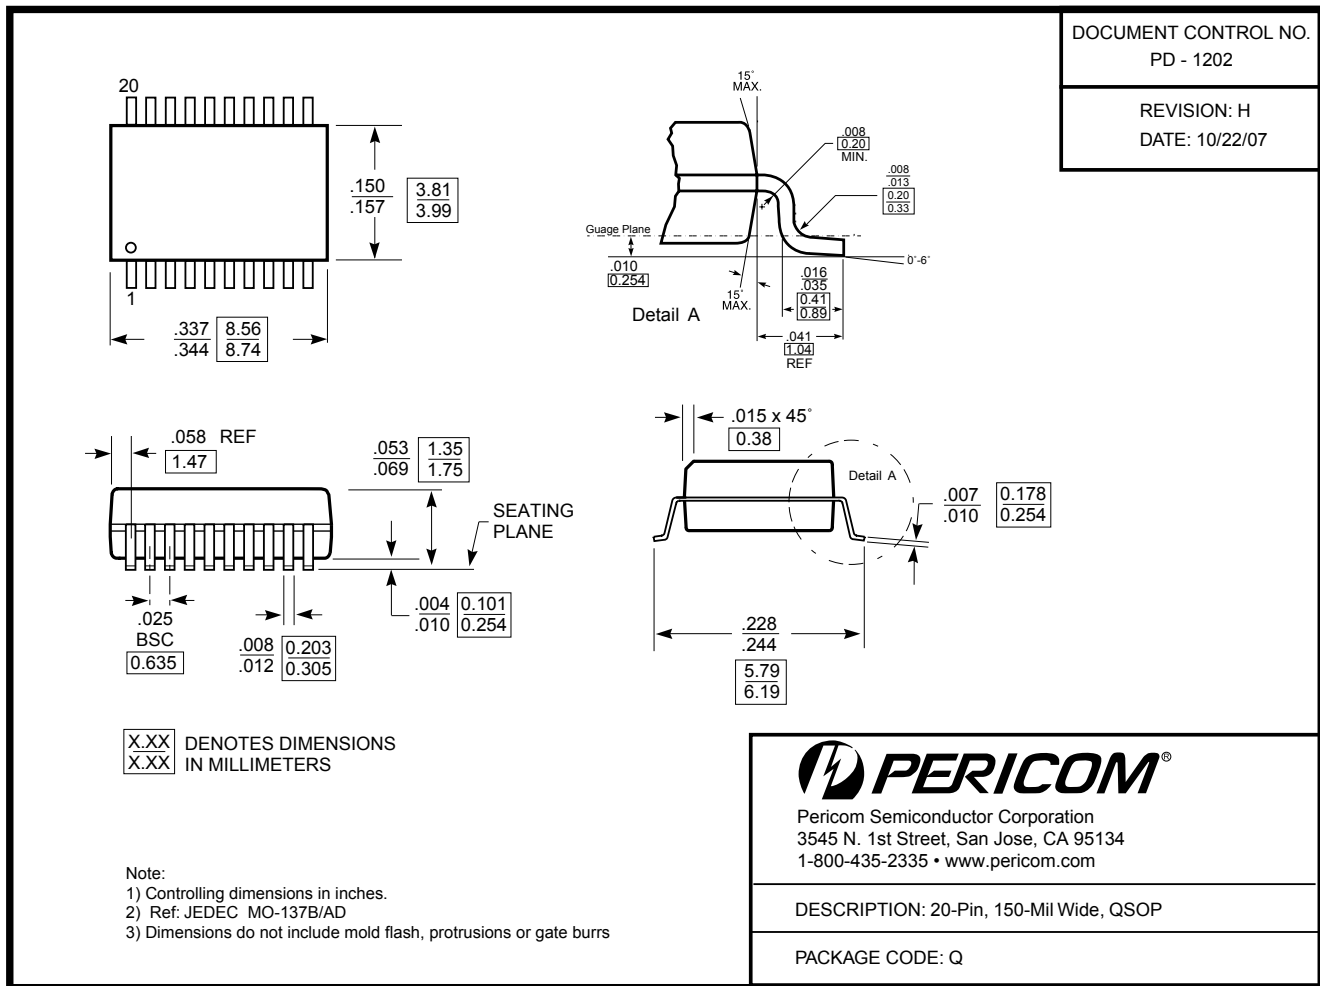 DOCUMENT CONTROL NO.
PD - 1202
REVISION: H
DATE: 10/22/07
20
1
.150
.157
3.81
3.99
.337
.344
8.56
8.74
15°
MAX.
.008
0.20
MIN.
.008
.013
0.20
0.33
Guage Plane
.010
0.254
0°-6°
15°
MAX.
.016
.035
0.41
0.89
.041
1.04
REF
Detail A
.058 REF
1.47
.053
.069
1.35
1.75
SEATING
PLANE
.025
BSC
0.635
.008
.012
0.203
0.305
.004
.010
0.101
0.254
.015 x 45°
0.38
Detail A
.007
.010
0.178
0.254
.228
.244
5.79
6.19
X.XX
X.XX
DENOTES DIMENSIONS
IN MILLIMETERS
Note:
1) Controlling dimensions in inches.
2) Ref: JEDEC MO-137B/AD
3) Dimensions do not include mold flash, protrusions or gate burrs
PERICOM®
Pericom Semiconductor Corporation
3545 N. 1st Street, San Jose, CA 95134
1-800-435-2335 • www.pericom.com
DESCRIPTION: 20-Pin, 150-Mil Wide, QSOP
PACKAGE CODE: Q